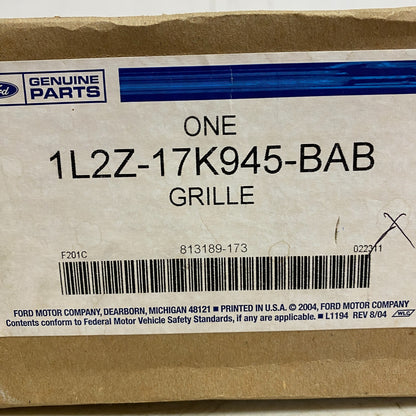 GENUINE
PARTS
ONE
1L2Z-17K945-BAB
GRILLE
F201C
813189-173
022311
FORD MOTOR COMPANY, DEARBORN, MICHIGAN 48121 ■ PRINTED IN U.S.A. © 2004, FORD MOTOR COMPANY
Contents conform to Federal Motor Vehicle Safety Standards, if any are applicable. ■ L1194 REV 8/04 WLC